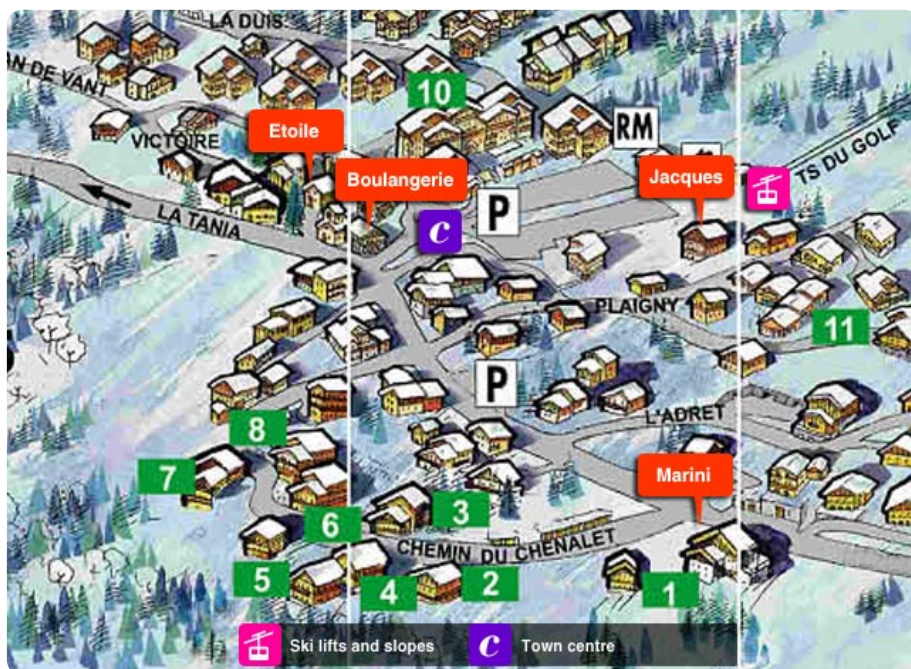 LA DUIS
AN DE VANT
10
VICTOIRE
Etoile
RM
Boulangerie
Jacques
TS DU GOLF
LA TANIA
P
c
PLAIGNY
11
P
L'ADRET
8
7
Marini
6
3
CHEMIN DU CHENALET
5
4
2
1
Ski lifts and slopes
c
Town centre